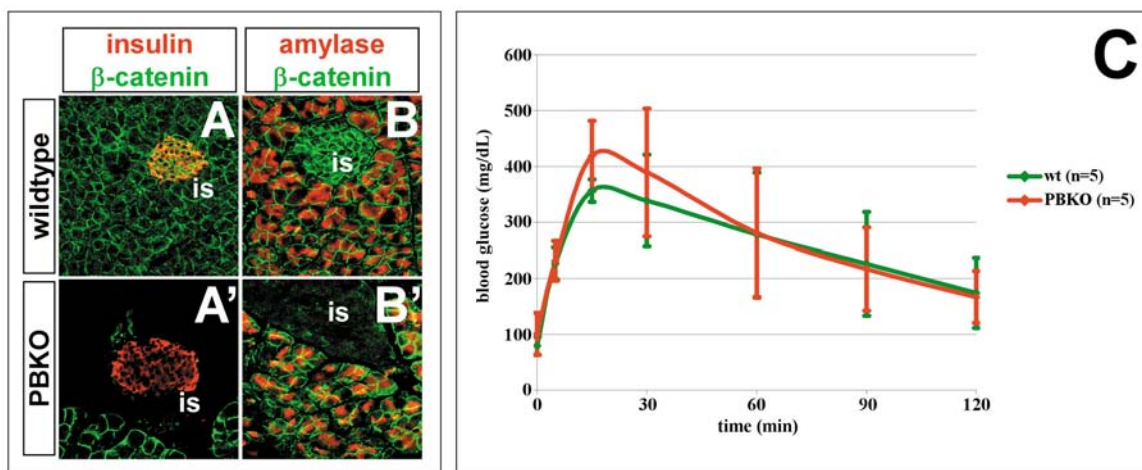 insulin
β-catenin
amylase
β-catenin
wildtype
A
is
B
is
PBKO
A'
is
B'
is
C
600
500
400
300
200
100
0
blood glucose (mg/dL)
0
30
60
90
120
time (min)
wt (n=5)
PBKO (n=5)